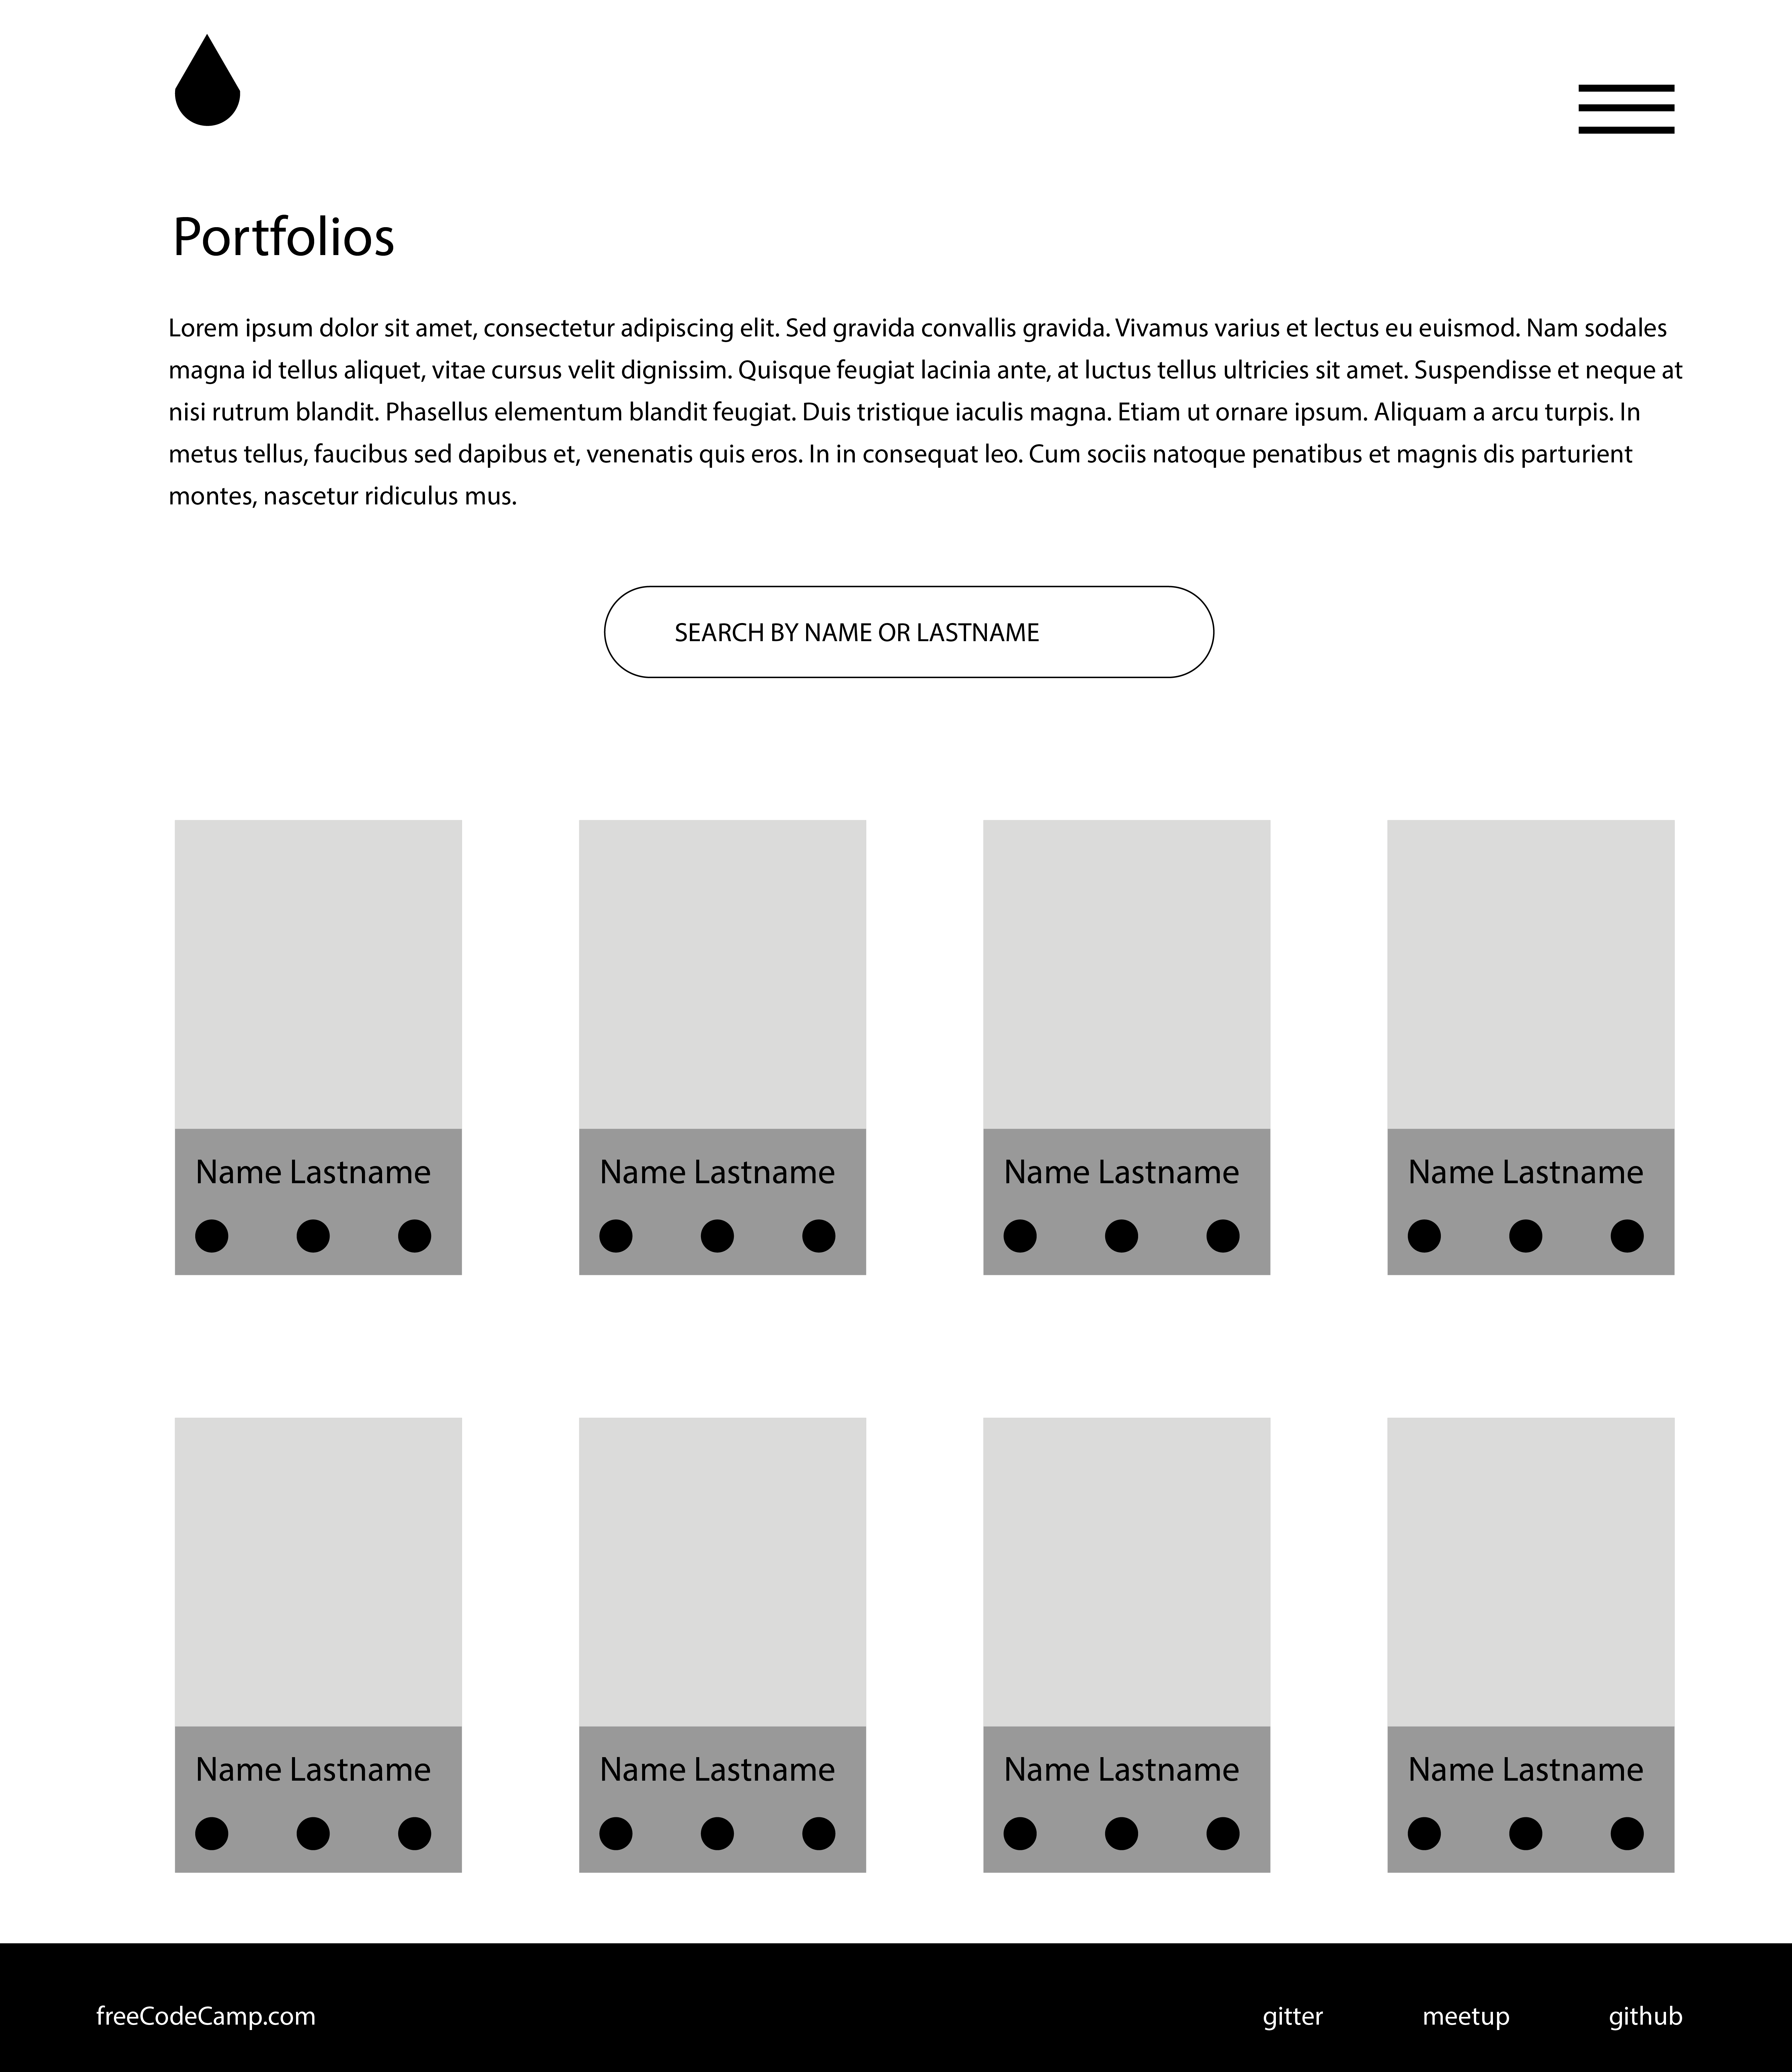 Portfolios
Lorem ipsum dolor sit amet, consectetur adipiscing elit. Sed gravida convallis gravida. Vivamus varius et lectus eu euismod. Nam sodales
magna id tellus aliquet, vitae cursus velit dignissim. Quisque feugiat lacinia ante, at luctus tellus ultricies sit amet. Suspendisse et neque at
nisi rutrum blandit. Phasellus elementum blandit feugiat. Duis tristique iaculis magna. Etiam ut ornare ipsum. Aliquam a arcu turpis. In
metus tellus, faucibus sed dapibus et, venenatis quis eros. In in consequat leo. Cum sociis natoque penatibus et magnis dis parturient
montes, nascetur ridiculus mus.
SEARCH BY NAME OR LASTNAME
Name Lastname
Name Lastname
Name Lastname
Name Lastname
Name Lastname
Name Lastname
Name Lastname
Name Lastname
freeCodeCamp.com
gitter
meetup
github